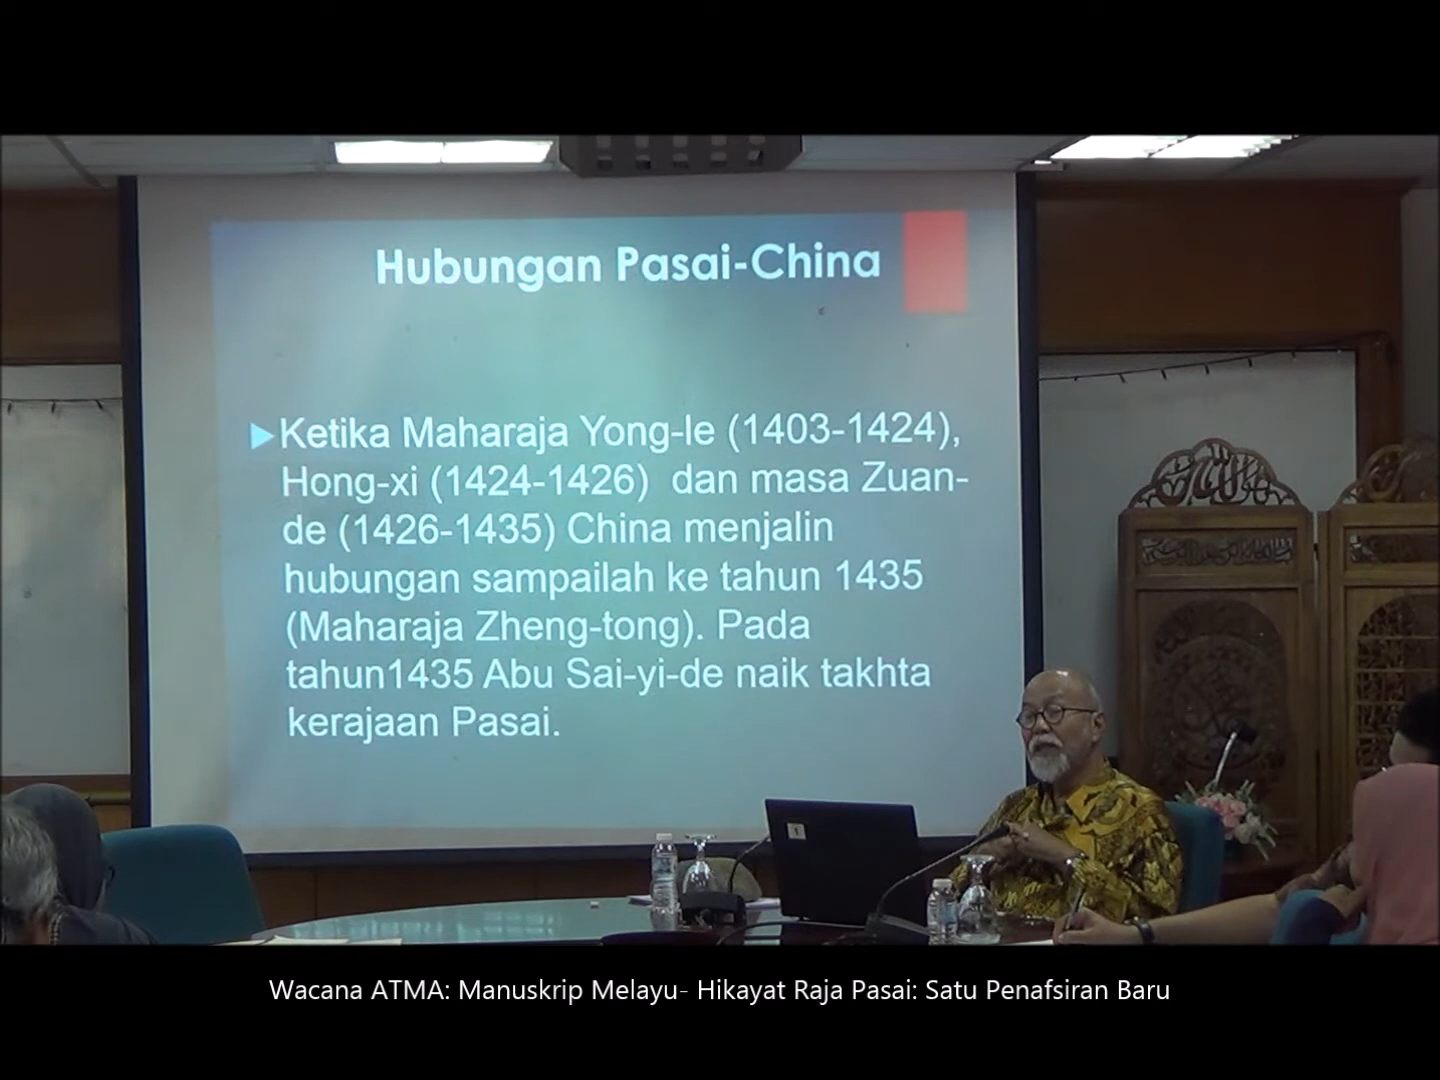 Hubungan Pasai-China
Ketika Maharaja Yong-le (1403-1424),
Hong-xi (1424-1426) dan masa Zuan-
de (1426-1435) China menjalin
hubungan sampailah ke tahun 1435
(Maharaja Zheng-tong). Pada
tahun1435 Abu Sai-yi-de naik takhta
kerajaan Pasai.
Wacana ATMA: Manuskrip Melayu- Hikayat Raja Pasai: Satu Penafsiran Baru